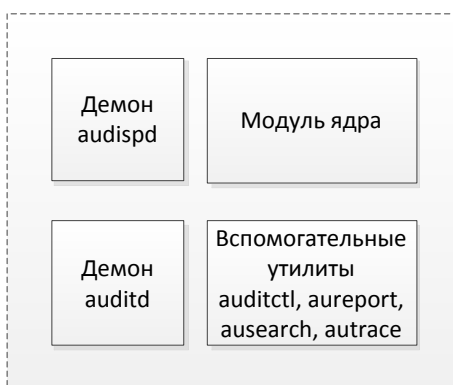 Демон
audispd
Модуль ядра
Демон
auditd
Вспомогательные
утилиты
auditctl, aureport,
ausearch, autrace